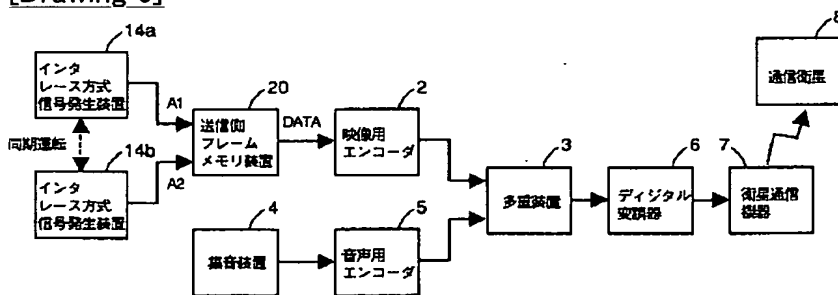 14a
インタ
レース方式
信号発生装置
同期運転
14b
インタ
レース方式
信号発生装置
A1
A2
20
送信側
フレーム
メモリ装置
DATA
2
映像用
エンコーダ
4
集音装置
5
音声用
エンコーダ
3
多重装置
6
ディジタル
変調器
7
衛星通信
機器
8
通信衛星